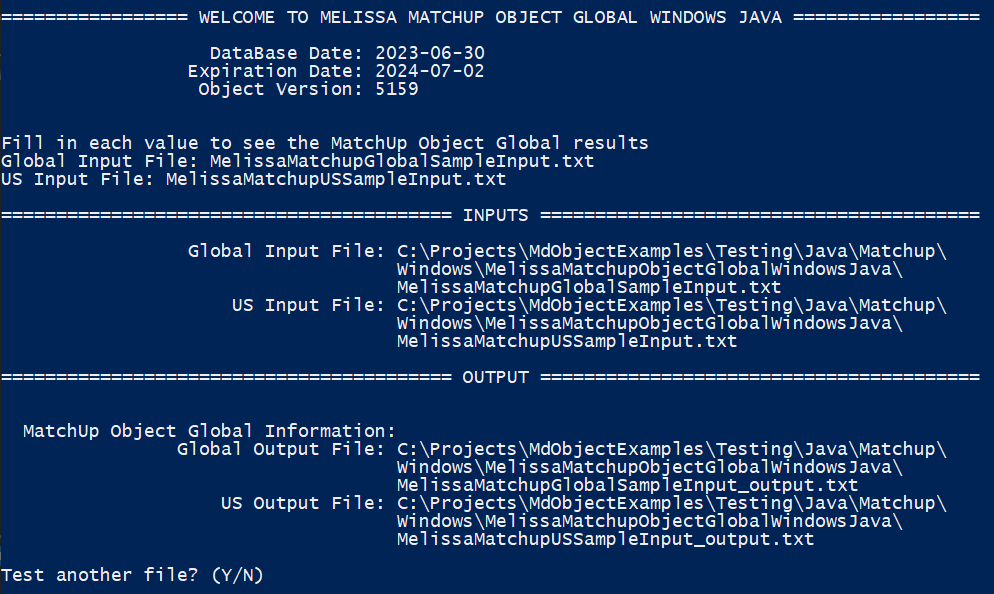 ================= WELCOME TO MELISSA MATCHUP OBJECT GLOBAL WINDOWS JAVA =================
DataBase Date: 2023-06-30
Expiration Date: 2024-07-02
Object Version: 5159
Fill in each value to see the MatchUp Object Global results
Global Input File: MelissaMatchupGlobalSampleInput.txt
US Input File: MelissaMatchupUSSampleInput.txt
========================================= INPUTS ========================================
Global Input File: C:\Projects\MdObjectExamples\Testing\Java\Matchup\
Windows\MelissaMatchupObjectGlobalWindowsJava\
MelissaMatchupGlobalSampleInput.txt
US Input File: C:\Projects\MdObjectExamples\Testing\Java\Matchup\
Windows\MelissaMatchupObjectGlobalWindowsJava\
MelissaMatchupUSSampleInput.txt
========================================= OUTPUT ========================================
MatchUp Object Global Information:
Global Output File: C:\Projects\MdObjectExamples\Testing\Java\Matchup\
Windows\MelissaMatchupObjectGlobalWindowsJava\
MelissaMatchupGlobalSampleInput_output.txt
US Output File: C:\Projects\MdObjectExamples\Testing\Java\Matchup\
Windows\MelissaMatchupObjectGlobalWindowsJava\
MelissaMatchupUSSampleInput_output.txt
Test another file? (Y/N)